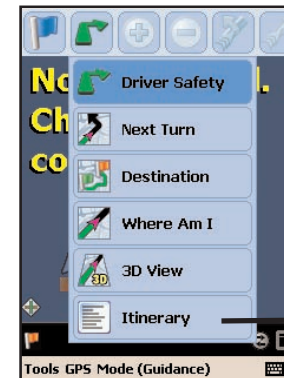 Driver Safety
Next Turn
Destination
Where Am I
3D View
Itinerary
Tools GPS Mode (Guidance)